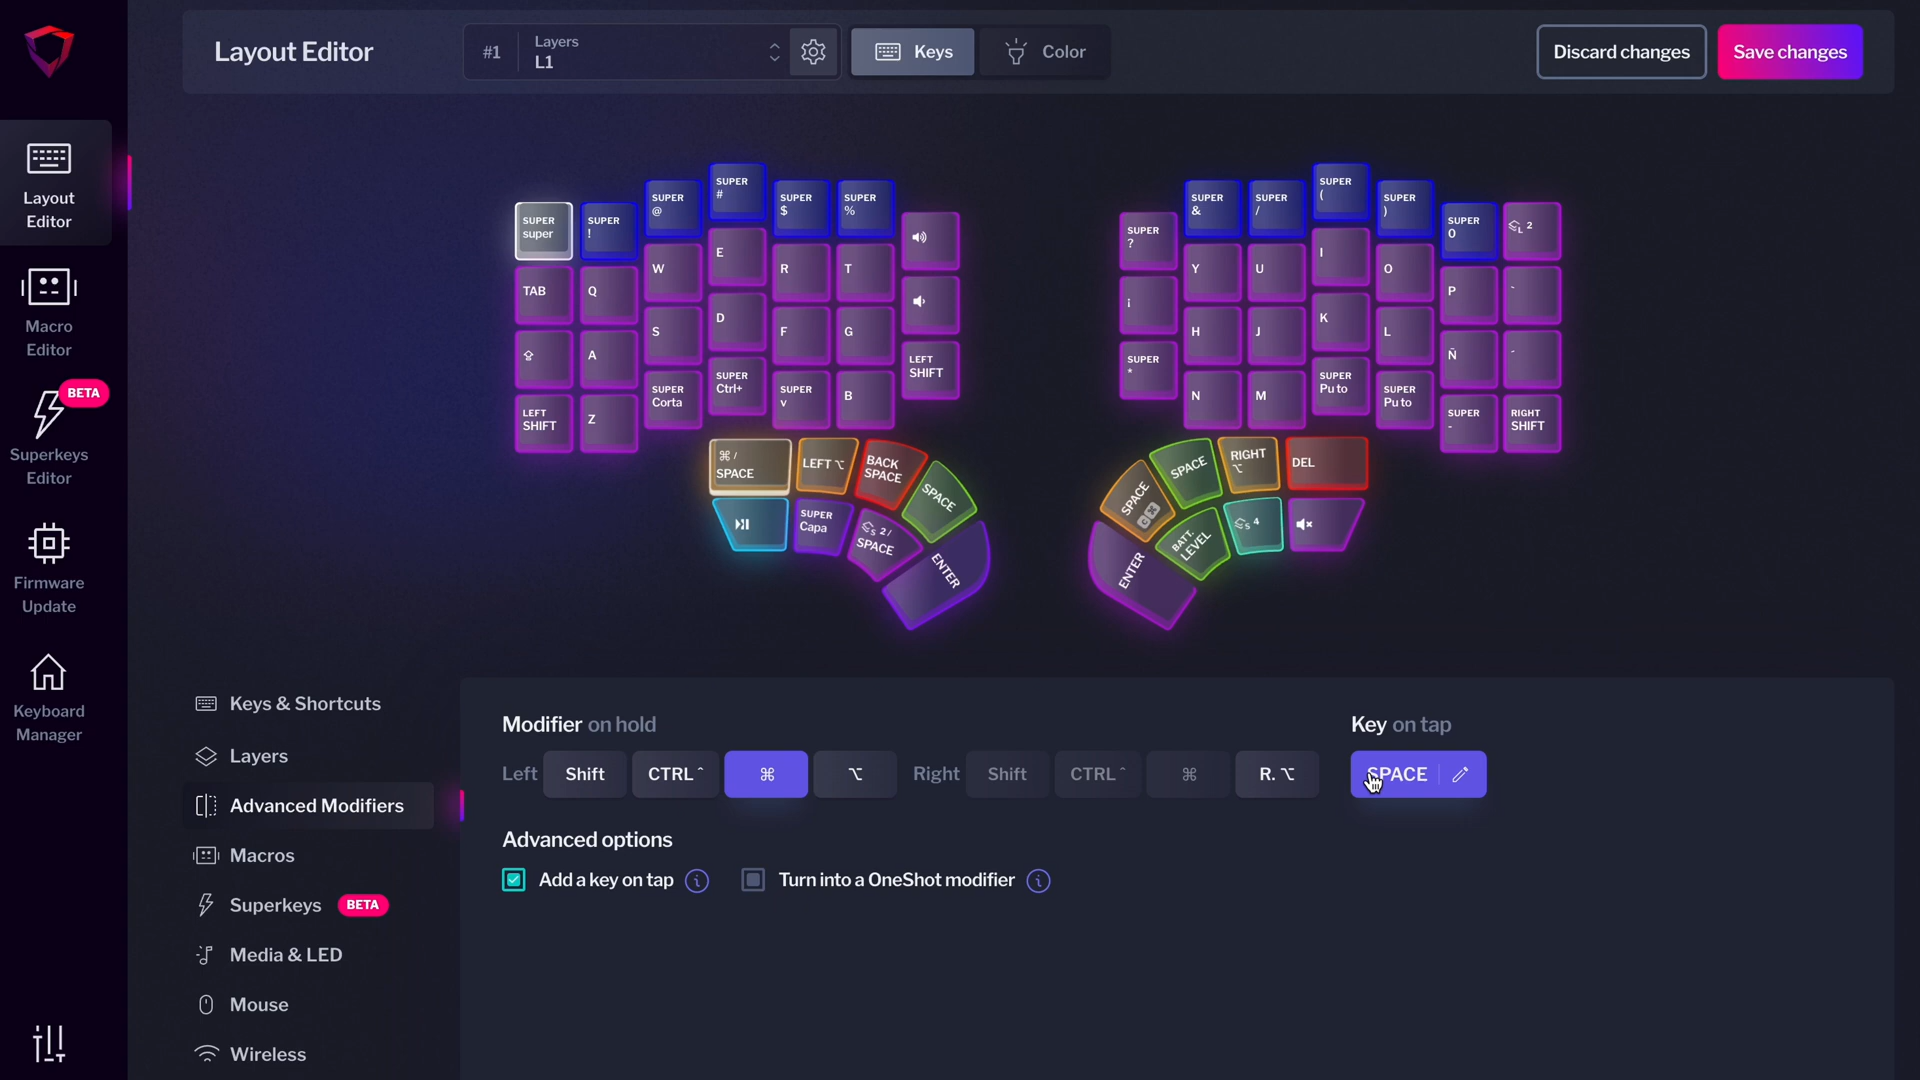 Layout Editor
#1
Layers
L1
Keys
Color
Discard changes
Save changes
Layout
Editor
Macro
Editor
BETA
Superkeys
Editor
Firmware
Update
Keyboard
Manager
SUPER
super
SUPER
!
SUPER
@
SUPER
#
SUPER
$
SUPER
%
TAB
Q
W
E
R
T
A
S
D
F
G
LEFT
SHIFT
LEFT
SHIFT
Z
SUPER
Corta
SUPER
Ctrl+
SUPER
v
B
SUPER
?
SUPER
&
SUPER
/
SUPER
(
SUPER
)
SUPER
0
L 2
Y
U
I
O
P
`
¡
H
J
K
L
Ñ
´
SUPER
*
N
M
SUPER
Pu to
SUPER
Pu to
SUPER
-
RIGHT
SHIFT
⌘ /
SPACE
LEFT ⌥
BACK
SPACE
SPACE
SUPER
Capa
S 2 /
SPACE
ENTER
SPACE
C ⌘
SPACE
RIGHT
⌥
DEL
ENTER
BATT.
LEVEL
S 4
Keys & Shortcuts
Layers
Advanced Modifiers
Macros
Superkeys BETA
Media & LED
Mouse
Wireless
Modifier on hold
Left Shift CTRL ⌃ ⌘ ⌥ Right Shift CTRL ⌃ ⌘ R. ⌥
Key on tap
SPACE
Advanced options
Add a key on tap i
Turn into a OneShot modifier i